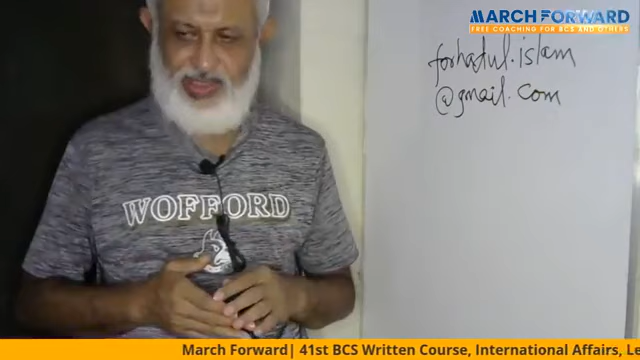 MARCH FORWARD
FREE COACHING FOR BCS AND OTHERS
forhatul.islam
@gmail.com
WOFFORD
March Forward| 41st BCS Written Course, International Affairs, Le